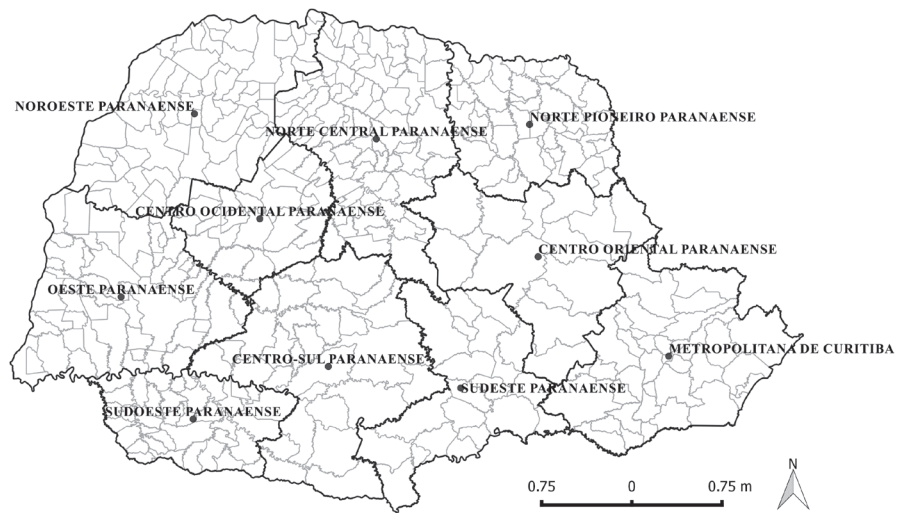 NOROESTE PARANAENSE
NORTE PIONEIRO PARANAENSE
NORTE CENTRAL PARANAENSE
CENTRO OCIDENTAL PARANAENSE
CENTRO ORIENTAL PARANAENSE
OESTE PARANAENSE
METROPOLITANA DE CURITIBA
CENTRO-SUL PARANAENSE
SUDESTE PARANAENSE
SUDOESTE PARANAENSE
N
0.75 0 0.75 m